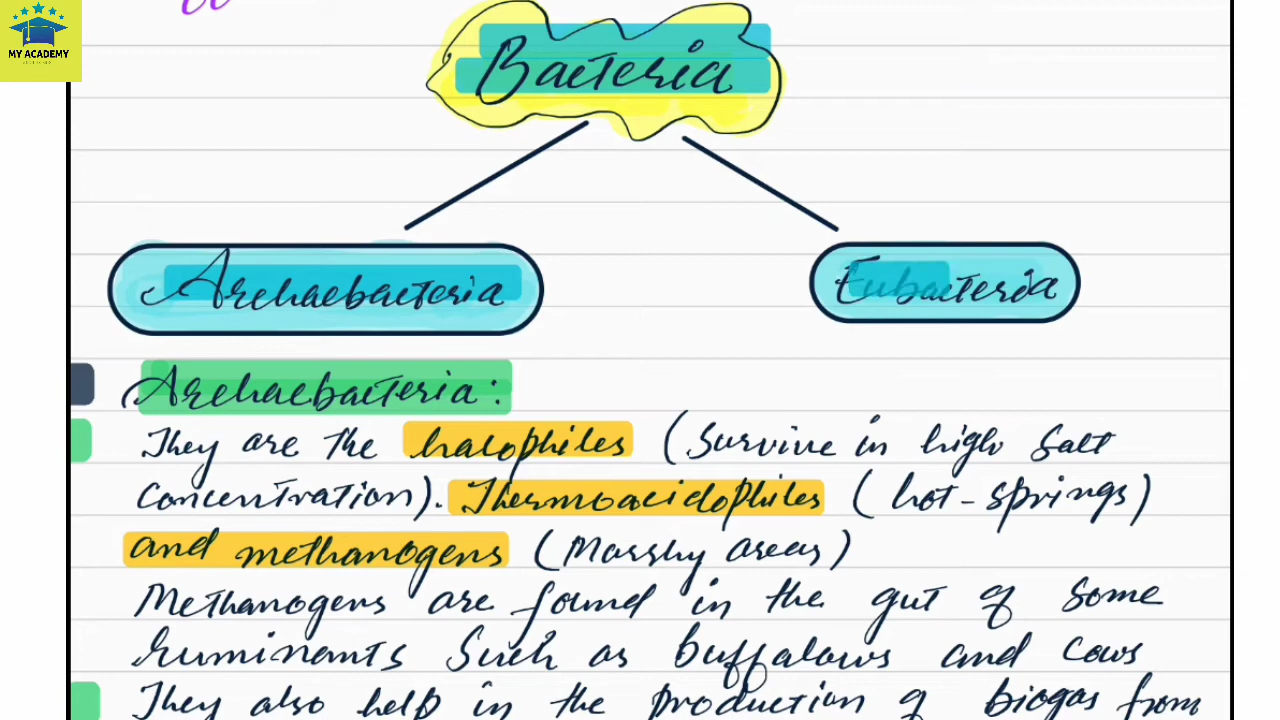 MY ACADEMY
Bacteria
Archaebacteria
Eubacteria
Archaebacteria:
They are the halophiles (Survive in high Salt
concentration). Thermoacidophiles (hot-springs)
and methanogens (Marshy areas)
Methanogens are found in the gut of some
ruminants Such as buffalows and cows
They also help in the production of biogas from